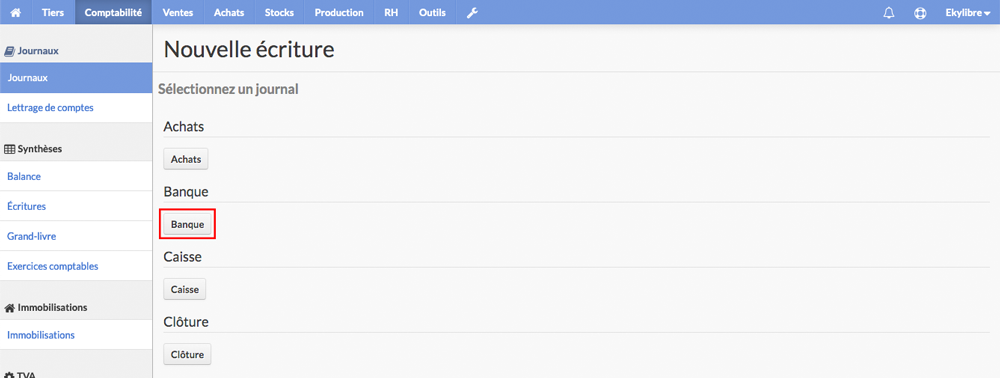 Tiers Comptabilité Ventes Achats Stocks Production RH Outils Ekylibre
Journaux
Journaux
Lettrage de comptes
Synthèses
Balance
Écritures
Grand-livre
Exercices comptables
Immobilisations
Immobilisations
TVA
Nouvelle écriture
Sélectionnez un journal
Achats
Achats
Banque
Banque
Caisse
Caisse
Clôture
Clôture